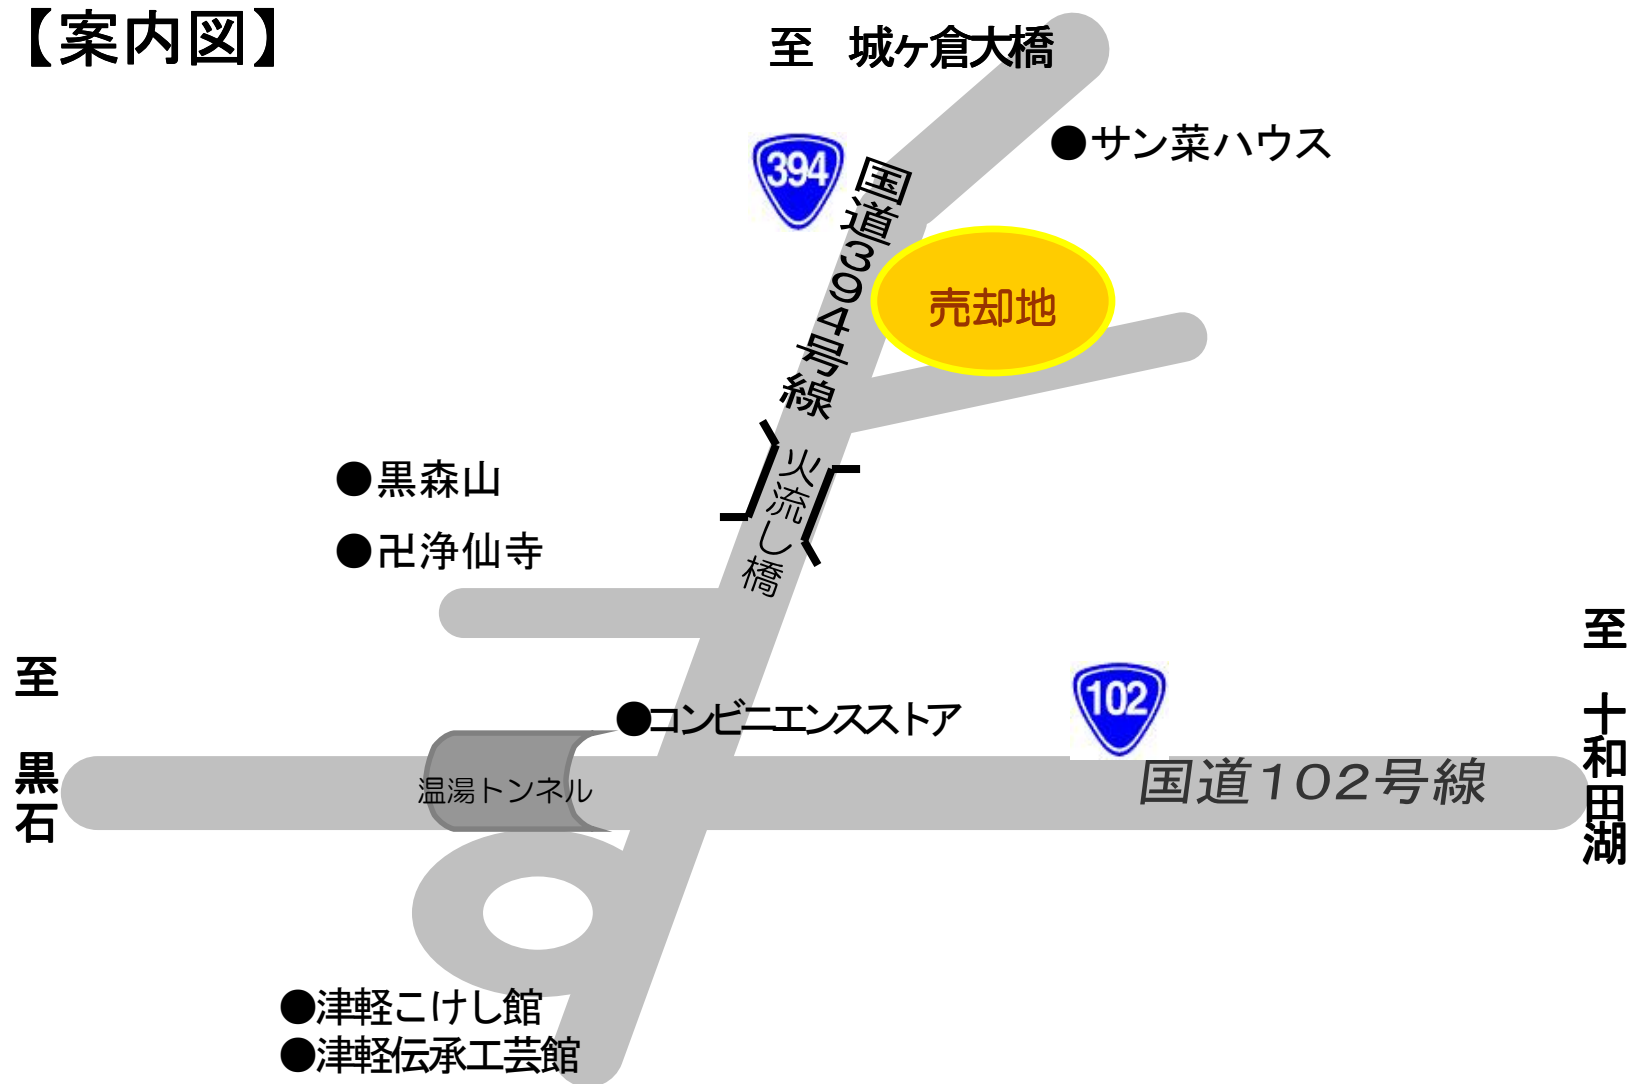 【案内図】
至　城ヶ倉大橋
●サン菜ハウス
394
国道394号線
売却地
火流し橋
●黒森山
●卍浄仙寺
至　十和田湖
至　黒石
102
●コンビニエンスストア
国道102号線
温湯トンネル
●津軽こけし館
●津軽伝承工芸館